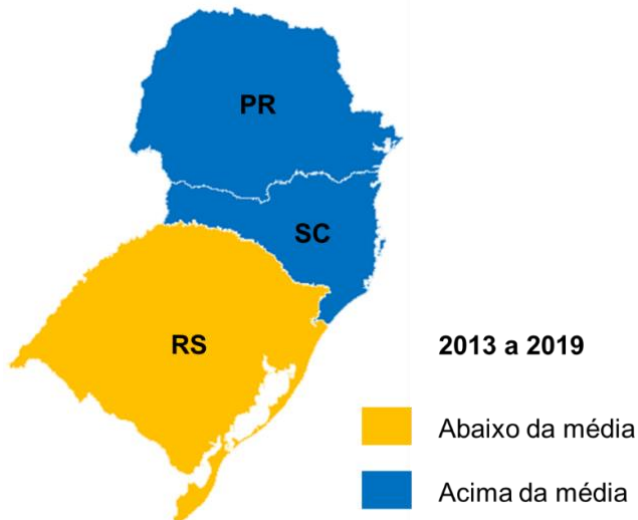 PR
SC
RS
2013 a 2019
Abaixo da média
Acima da média